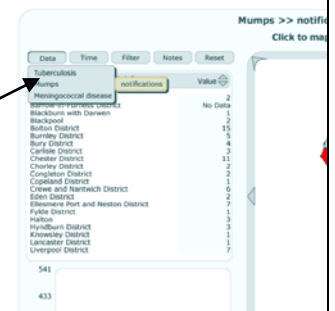 Mumps >> notific
Click to map
Data Time Filter Notes Reset
Tuberculosis
Mumps notifications Value
Meningococcal disease 2
Barrow-in-Furness District No Data
Blackburn with Darwen 1
Blackpool 2
Bolton District 15
Burnley District 5
Bury District 4
Carlisle District 3
Chester District 11
Chorley District 2
Congleton District 2
Copeland District 1
Crewe and Nantwich District 6
Eden District 2
Ellesmere Port and Neston District 7
Fylde District 1
Halton 3
Hyndburn District 3
Knowsley District 1
Lancaster District 1
Liverpool District 7
541
433